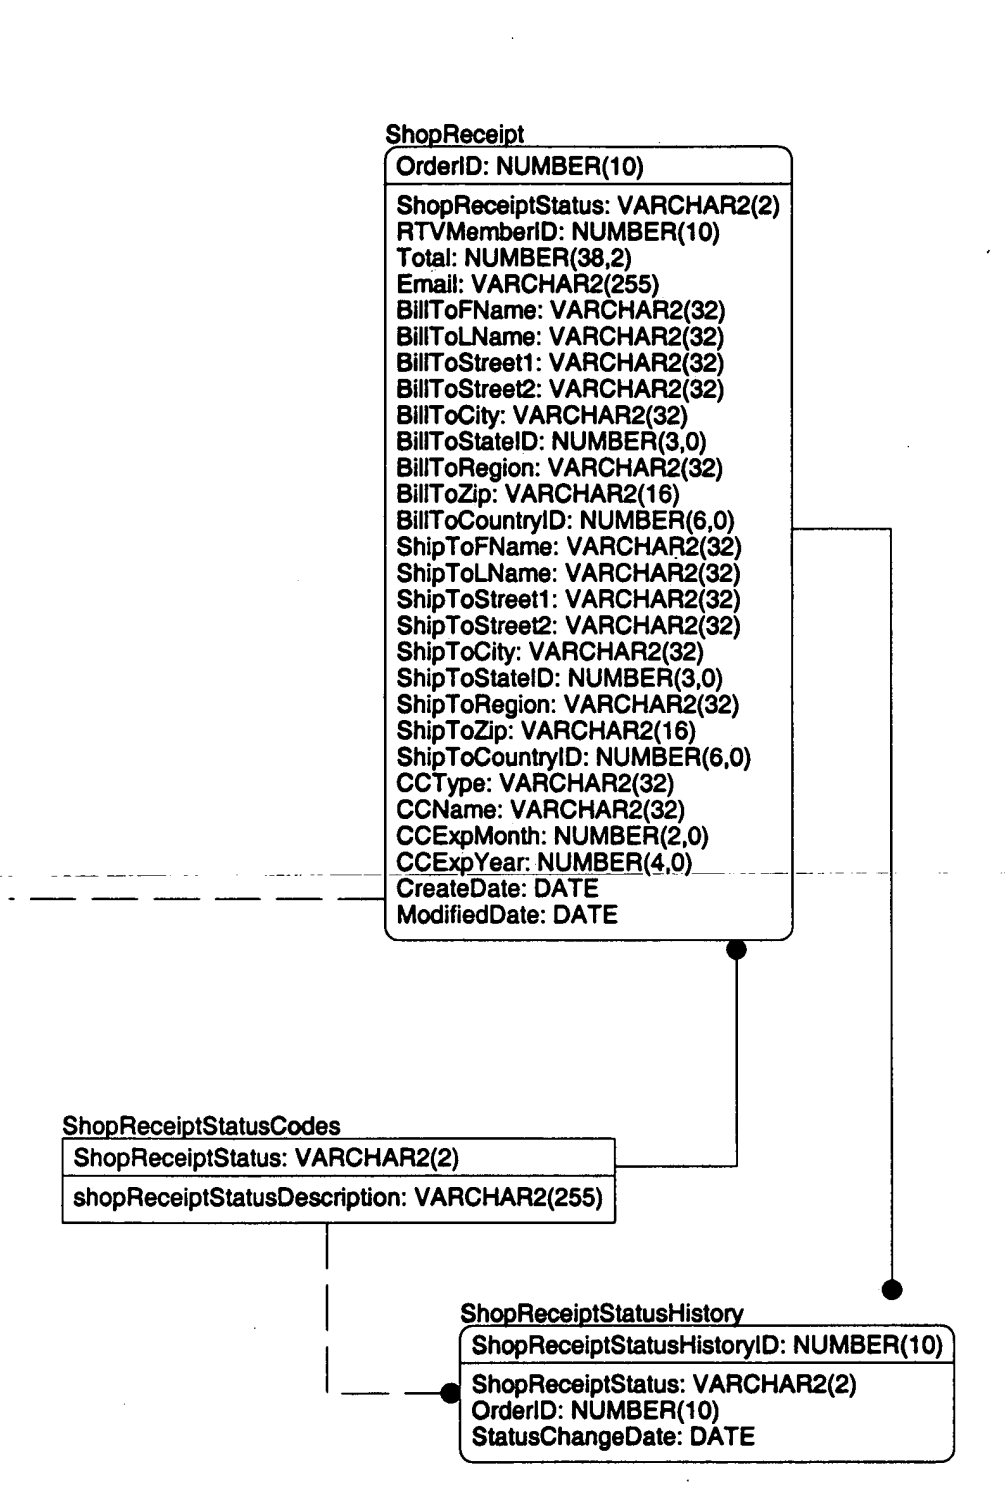 ShopReceipt
OrderID: NUMBER(10)
ShopReceiptStatus: VARCHAR2(2)
RTVMemberID: NUMBER(10)
Total: NUMBER(38,2)
Email: VARCHAR2(255)
BillToFName: VARCHAR2(32)
BillToLName: VARCHAR2(32)
BillToStreet1: VARCHAR2(32)
BillToStreet2: VARCHAR2(32)
BillToCity: VARCHAR2(32)
BillToStateID: NUMBER(3,0)
BillToRegion: VARCHAR2(32)
BillToZip: VARCHAR2(16)
BillToCountryID: NUMBER(6,0)
ShipToFName: VARCHAR2(32)
ShipToLName: VARCHAR2(32)
ShipToStreet1: VARCHAR2(32)
ShipToStreet2: VARCHAR2(32)
ShipToCity: VARCHAR2(32)
ShipToStateID: NUMBER(3,0)
ShipToRegion: VARCHAR2(32)
ShipToZip: VARCHAR2(16)
ShipToCountryID: NUMBER(6,0)
CCType: VARCHAR2(32)
CCName: VARCHAR2(32)
CCExpMonth: NUMBER(2,0)
CCExpYear: NUMBER(4,0)
CreateDate: DATE
ModifiedDate: DATE
ShopReceiptStatusCodes
ShopReceiptStatus: VARCHAR2(2)
shopReceiptStatusDescription: VARCHAR2(255)
ShopReceiptStatusHistory
ShopReceiptStatusHistoryID: NUMBER(10)
ShopReceiptStatus: VARCHAR2(2)
OrderID: NUMBER(10)
StatusChangeDate: DATE